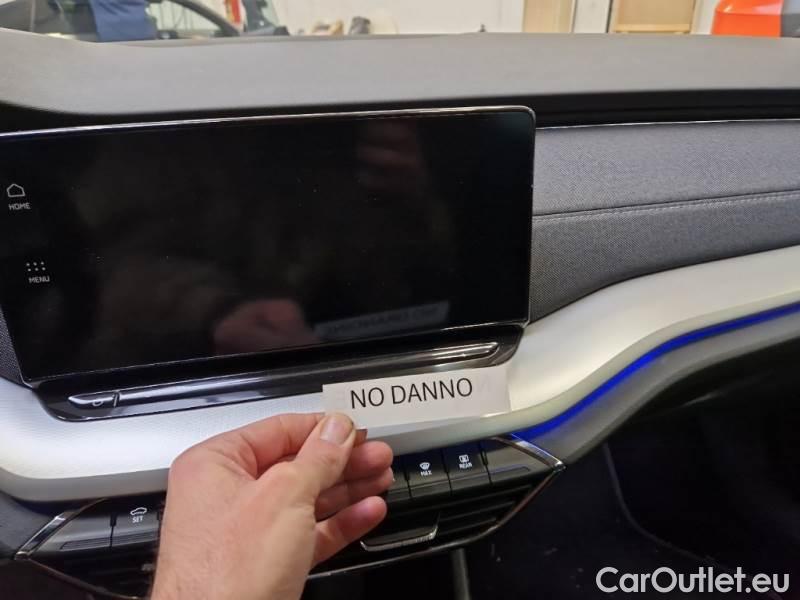 HOME
MENU
NO DANNO
MAX
REAR
SET
CarOutlet.eu